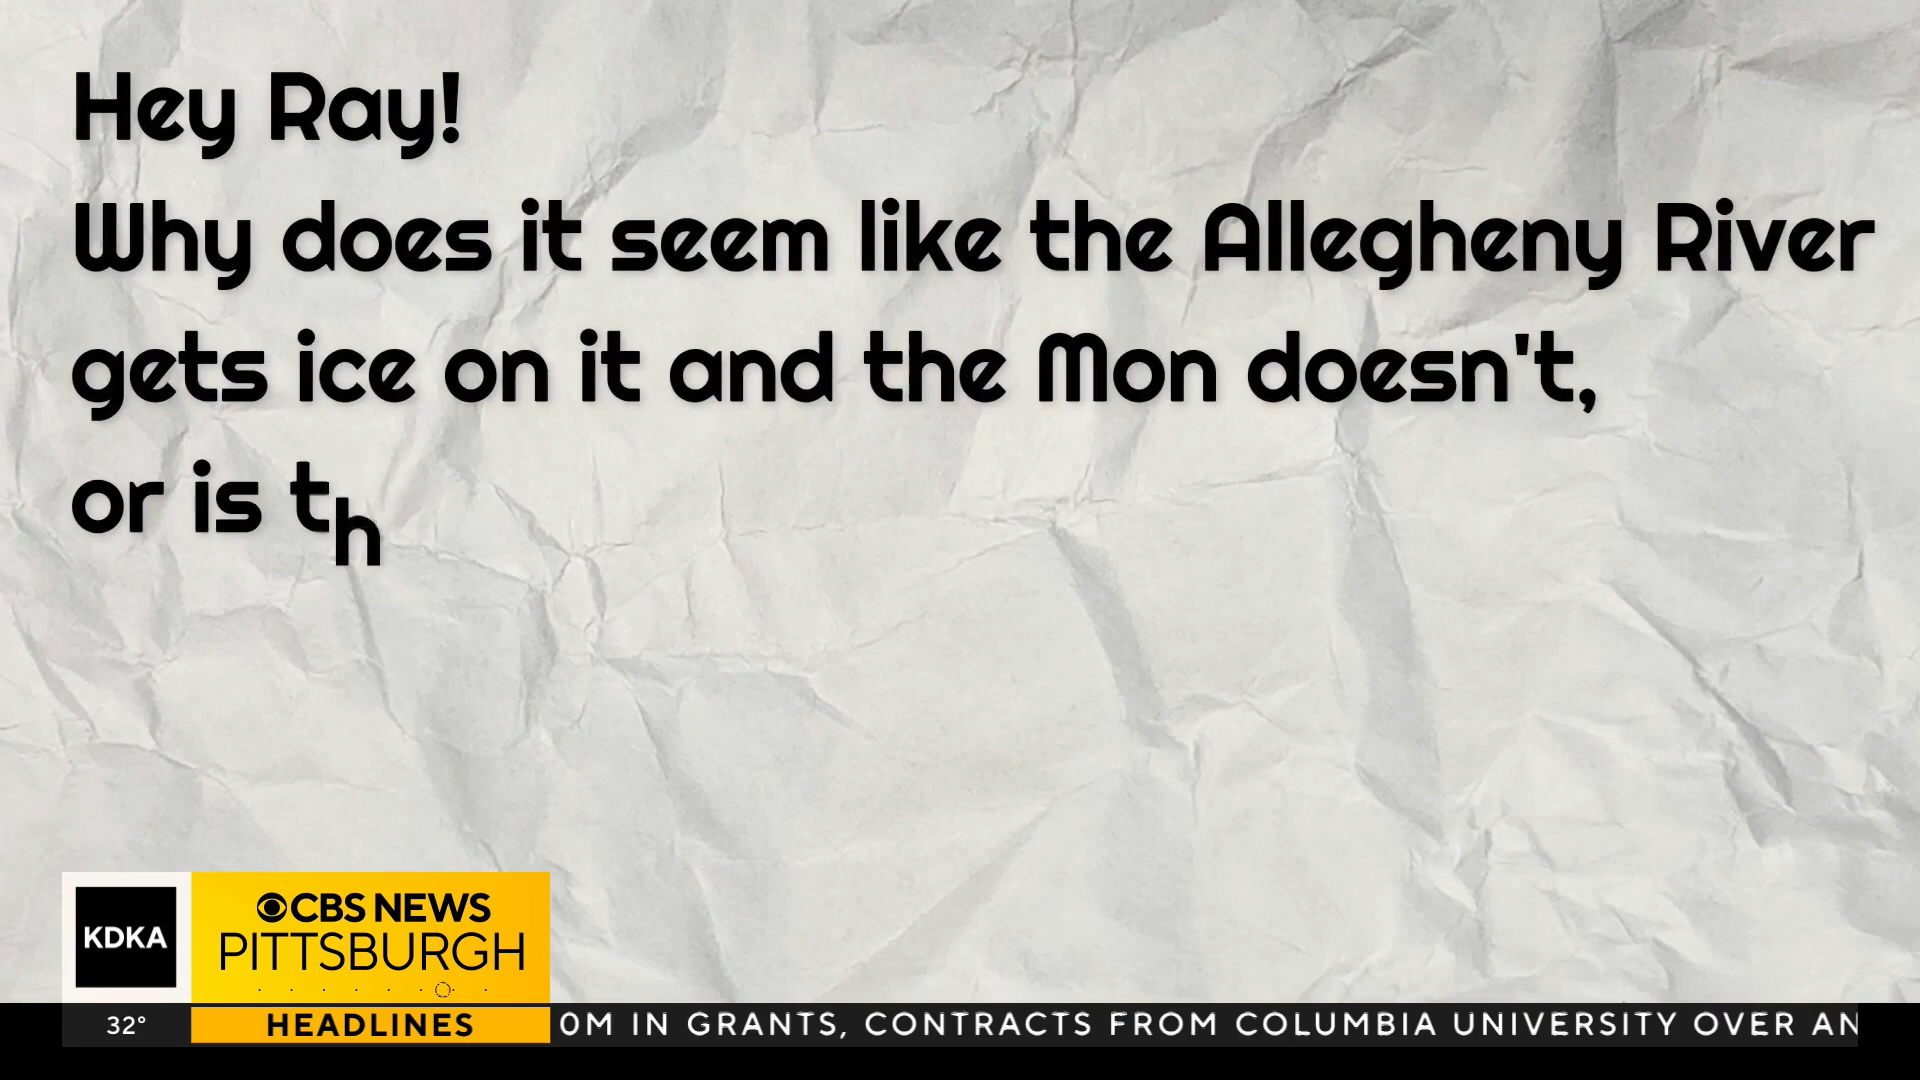 Hey Ray!
Why does it seem like the Allegheny River
gets ice on it and the Mon doesn't,
or is th
KDKA
CBS NEWS
PITTSBURGH
32°
HEADLINES
0M IN GRANTS, CONTRACTS FROM COLUMBIA UNIVERSITY OVER AN